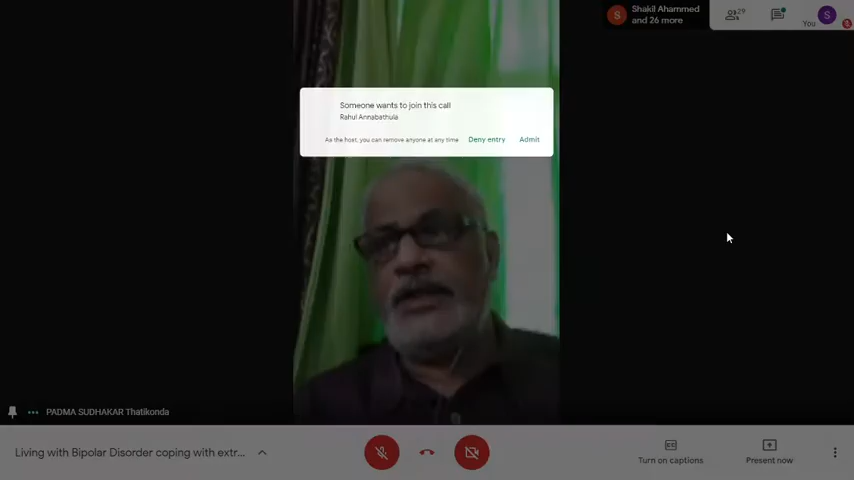 Shakil Ahammed
and 26 more
S
29
You
S
Someone wants to join this call
Rahul Annabathula
As the host, you can remove anyone at any time
Deny entry
Admit
PADMA SUDHAKAR Thatikonda
Living with Bipolar Disorder coping with extr...
Turn on captions
Present now